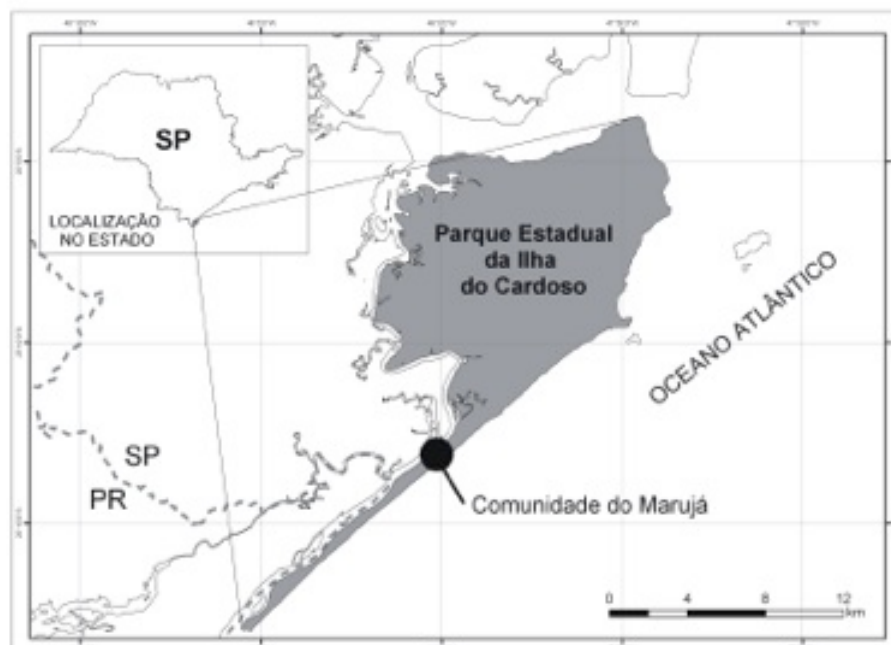 SP
LOCALIZAÇÃO
NO ESTADO
Parque Estadual
da Ilha
do Cardoso
OCEANO ATLÂNTICO
SP
PR
Comunidade do Marujá
0 4 8 12
km